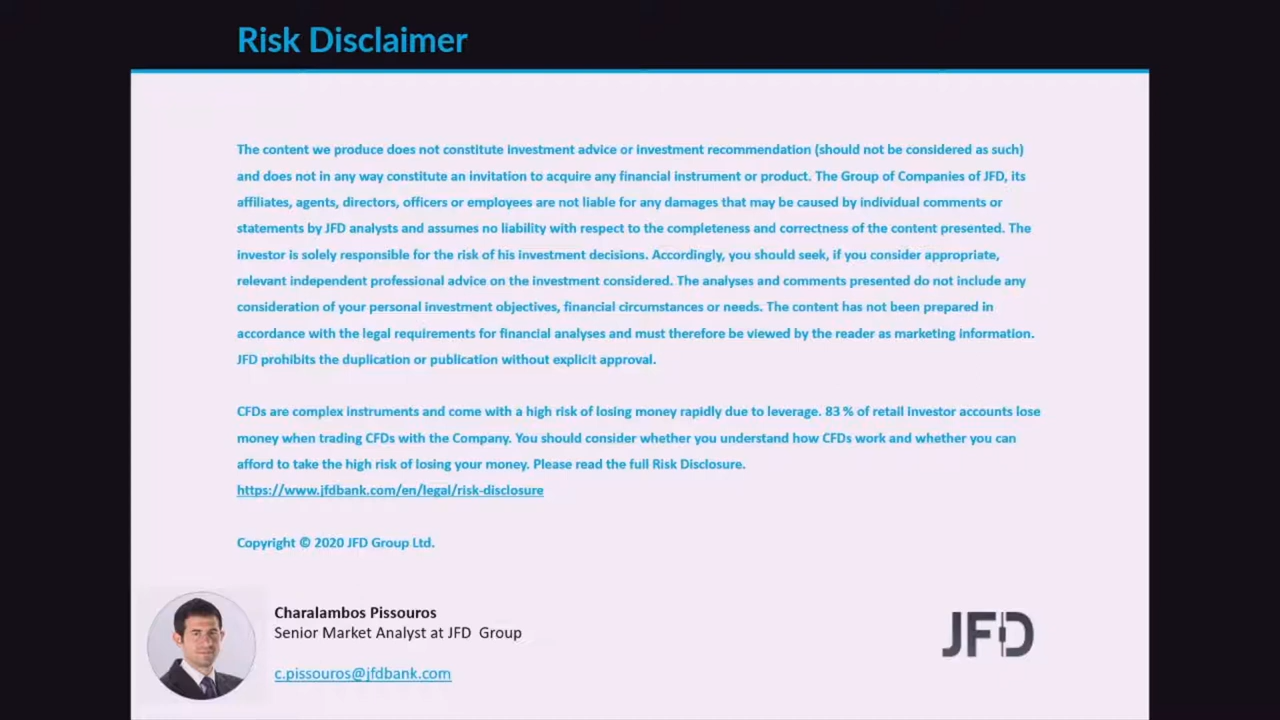 Risk Disclaimer
The content we produce does not constitute investment advice or investment recommendation (should not be considered as such)
and does not in any way constitute an invitation to acquire any financial instrument or product. The Group of Companies of JFD, its
affiliates, agents, directors, officers or employees are not liable for any damages that may be caused by individual comments or
statements by JFD analysts and assumes no liability with respect to the completeness and correctness of the content presented. The
investor is solely responsible for the risk of his investment decisions. Accordingly, you should seek, if you consider appropriate,
relevant independent professional advice on the investment considered. The analyses and comments presented do not include any
consideration of your personal investment objectives, financial circumstances or needs. The content has not been prepared in
accordance with the legal requirements for financial analyses and must therefore be viewed by the reader as marketing information.
JFD prohibits the duplication or publication without explicit approval.
CFDs are complex instruments and come with a high risk of losing money rapidly due to leverage. 83 % of retail investor accounts lose
money when trading CFDs with the Company. You should consider whether you understand how CFDs work and whether you can
afford to take the high risk of losing your money. Please read the full Risk Disclosure.
https://www.jfdbank.com/en/legal/risk-disclosure
Copyright © 2020 JFD Group Ltd.
Charalambos Pissouros
Senior Market Analyst at JFD Group
c.pissouros@jfdbank.com
JFD